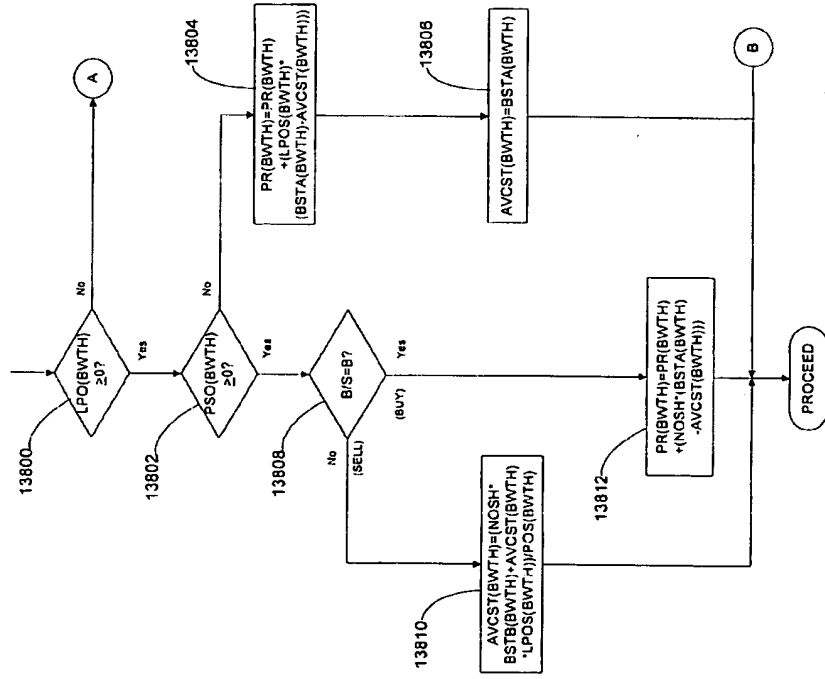 13800
LPO(BWTH)
≥0?
No
A
Yes
13802
PSO(BWTH)
≥0?
No
Yes
13804
PR(BWTH)=PR(BWTH)
+(LPOS(BWTH)*
(BSTA(BWTH)-AVCST(BWTH)))
13806
AVCST(BWTH)=BSTA(BWTH)
13808
B/S=B?
No
(SELL)
Yes
(BUY)
13810
AVCST(BWTH)=(NOSH*
BSTB(BWTH)+AVCST(BWTH)
*LPOS(BWTH))/POS(BWTH)
13812
PR(BWTH)=PR(BWTH)
+(NOSH*(BSTA(BWTH)
-AVCST(BWTH)))
B
PROCEED